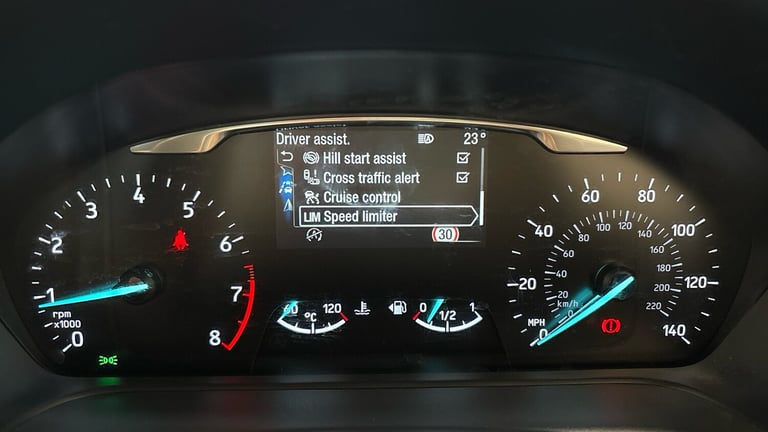 Driver assist. 23°
Hill start assist
Cross traffic alert
Cruise control
LIM Speed limiter
30
0 1 2 3 4 5 6 7 8
rpm
x1000
60 120
°C
0 1/2 1
0 20 40 60 80 100 120 140
MPH
0 20 40 60 80 100 120 140 160 180 200 220
km/h